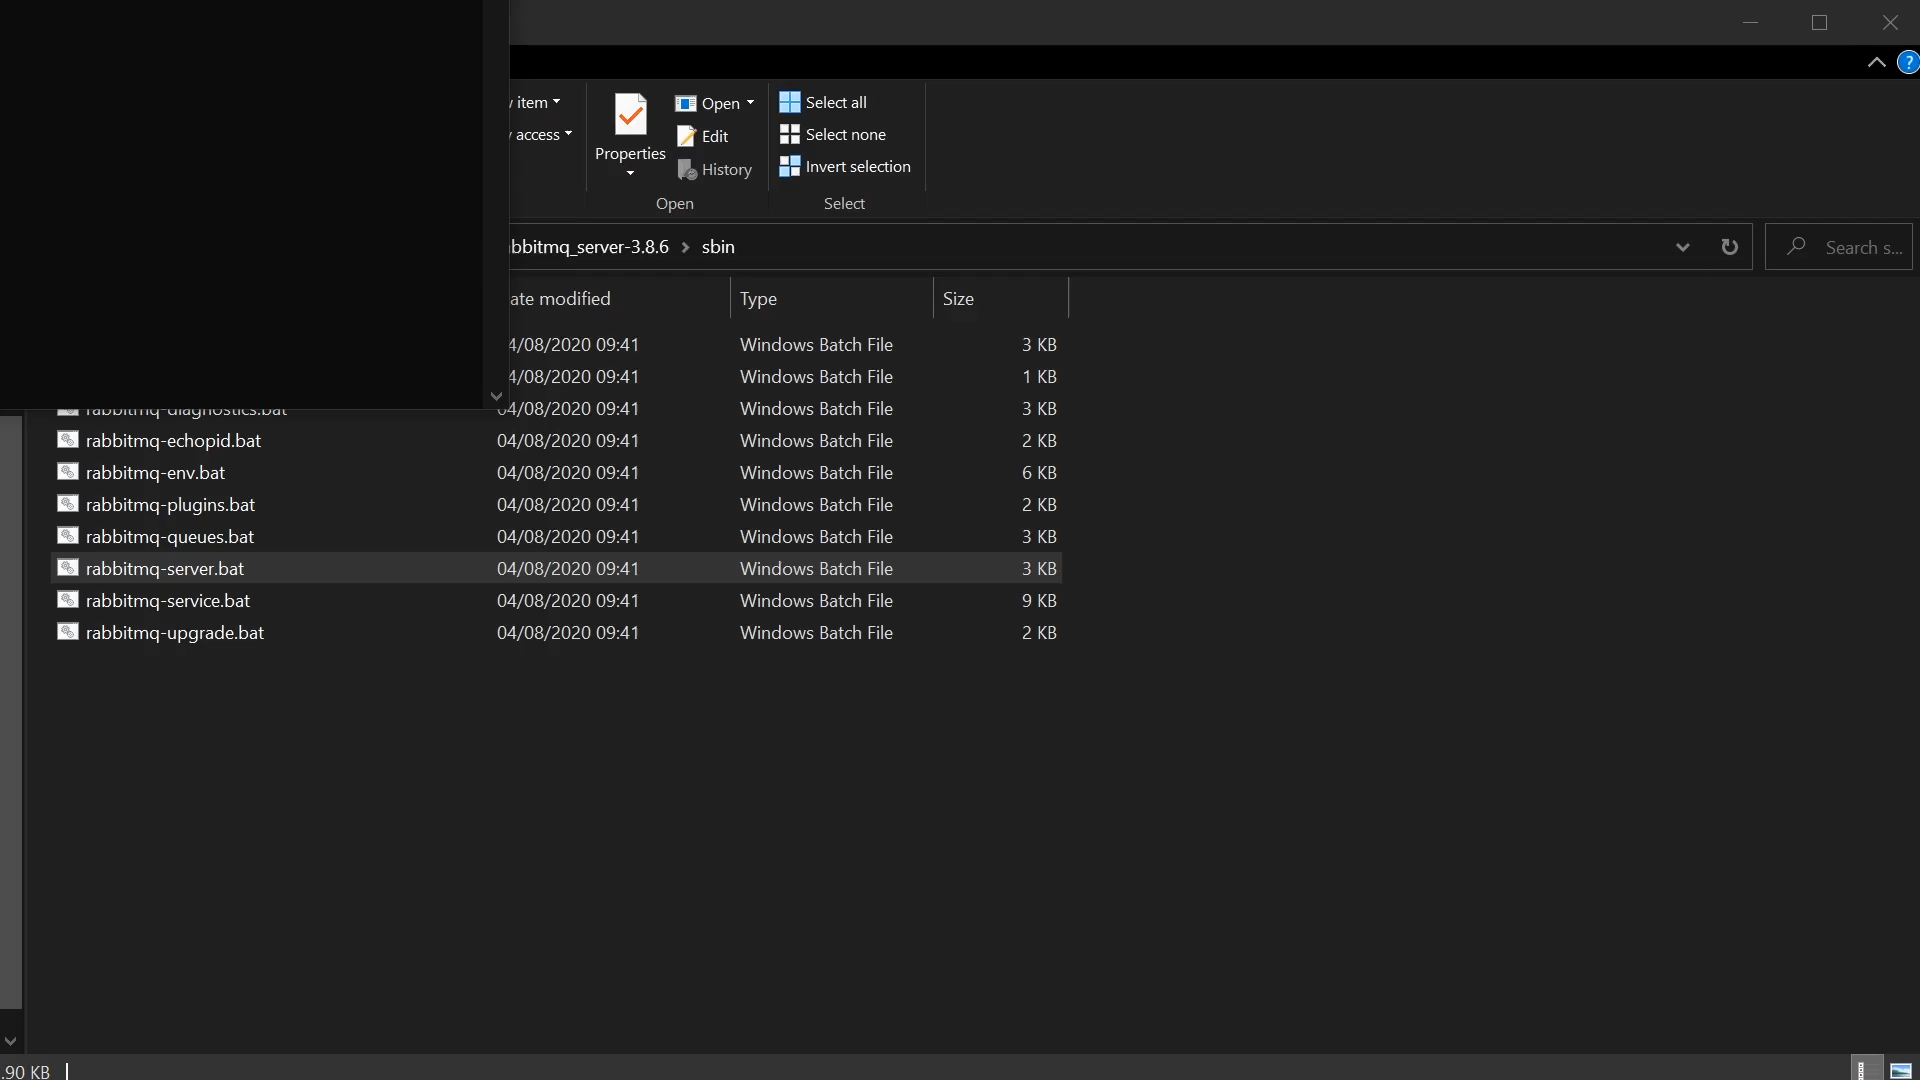 ?
item
Open
Select all
access
Edit
Select none
Properties
History
Invert selection
Open
Select
bbitmq_server-3.8.6 > sbin
Search s...
ate modified
Type
Size
4/08/2020 09:41 Windows Batch File 3 KB
4/08/2020 09:41 Windows Batch File 1 KB
rabbitmq-diagnostics.bat 04/08/2020 09:41 Windows Batch File 3 KB
rabbitmq-echopid.bat 04/08/2020 09:41 Windows Batch File 2 KB
rabbitmq-env.bat 04/08/2020 09:41 Windows Batch File 6 KB
rabbitmq-plugins.bat 04/08/2020 09:41 Windows Batch File 2 KB
rabbitmq-queues.bat 04/08/2020 09:41 Windows Batch File 3 KB
rabbitmq-server.bat 04/08/2020 09:41 Windows Batch File 3 KB
rabbitmq-service.bat 04/08/2020 09:41 Windows Batch File 9 KB
rabbitmq-upgrade.bat 04/08/2020 09:41 Windows Batch File 2 KB
.90 KB